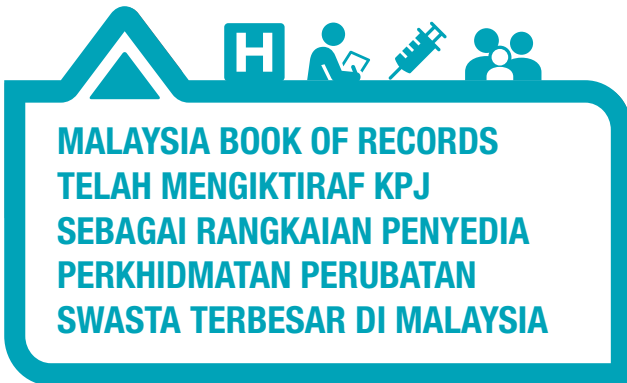 H
MALAYSIA BOOK OF RECORDS
TELAH MENGIKTIRAF KPJ
SEBAGAI RANGKAIAN PENYEDIA
PERKHIDMATAN PERUBATAN
SWASTA TERBESAR DI MALAYSIA